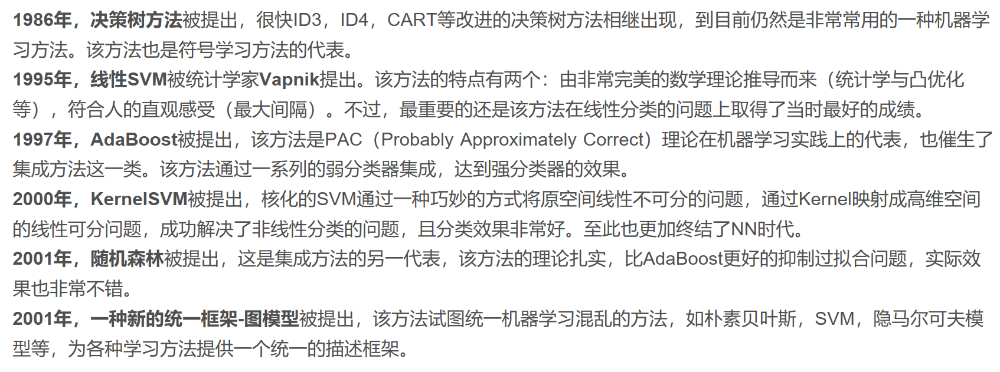 1986年，决策树方法被提出，很快ID3，ID4，CART等改进的决策树方法相继出现，到目前仍然是非常常用的一种机器学
习方法。该方法也是符号学习方法的代表。
1995年，线性SVM被统计学家Vapnik提出。该方法的特点有两个：由非常完美的数学理论推导而来（统计学与凸优化
等），符合人的直观感受（最大间隔）。不过，最重要的还是该方法在线性分类的问题上取得了当时最好的成绩。
1997年，AdaBoost被提出，该方法是PAC（Probably Approximately Correct）理论在机器学习实践上的代表，也催生了
集成方法这一类。该方法通过一系列的弱分类器集成，达到强分类器的效果。
2000年，KernelSVM被提出，核化的SVM通过一种巧妙的方式将原空间线性不可分的问题，通过Kernel映射成高维空间
的线性可分问题，成功解决了非线性分类的问题，且分类效果非常好。至此也更加终结了NN时代。
2001年，随机森林被提出，这是集成方法的另一代表，该方法的理论扎实，比AdaBoost更好的抑制过拟合问题，实际效
果也非常不错。
2001年，一种新的统一框架-图模型被提出，该方法试图统一机器学习混乱的方法，如朴素贝叶斯，SVM，隐马尔可夫模
型等，为各种学习方法提供一个统一的描述框架。